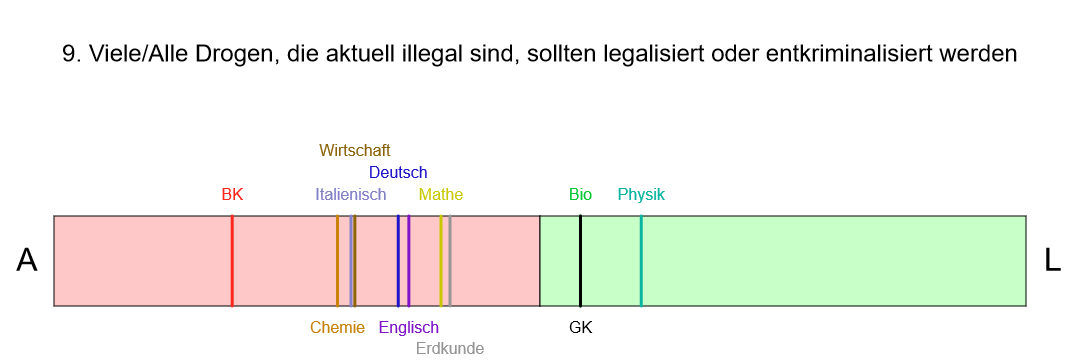 9. Viele/Alle Drogen, die aktuell illegal sind, sollten legalisiert oder entkriminalisiert werden
Wirtschaft
Deutsch
BK Italienisch Mathe Bio Physik
A L
Chemie Englisch GK
Erdkunde